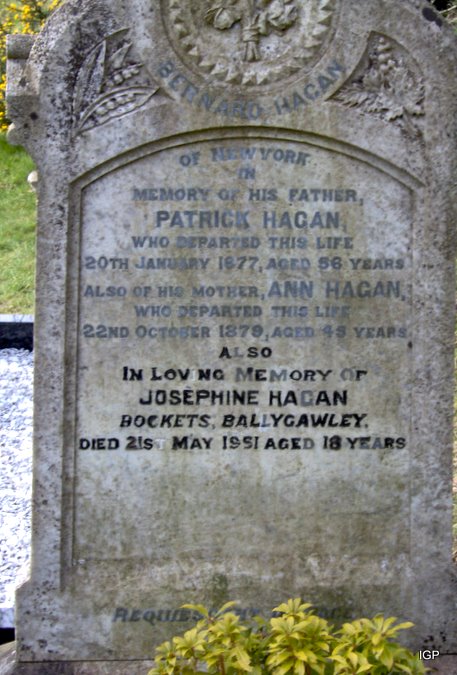 BERNARD HAGAN
OF NEW YORK
IN
MEMORY OF HIS FATHER,
PATRICK HAGAN,
WHO DEPARTED THIS LIFE
20TH JANUARY 1877, AGED 56 YEARS
ALSO OF HIS MOTHER, ANN HAGAN,
WHO DEPARTED THIS LIFE
22ND OCTOBER 1879, AGED 49 YEARS
ALSO
IN LOVING MEMORY OF
JOSEPHINE HAGAN
BOCKETS, BALLYGAWLEY,
DIED 21ST MAY 1951 AGED 18 YEARS
IGP